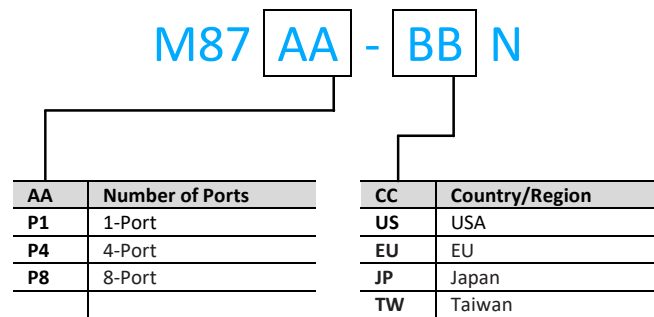 M87 AA - BB N
AA Number of Ports
P1 1-Port
P4 4-Port
P8 8-Port
CC Country/Region
US USA
EU EU
JP Japan
TW Taiwan